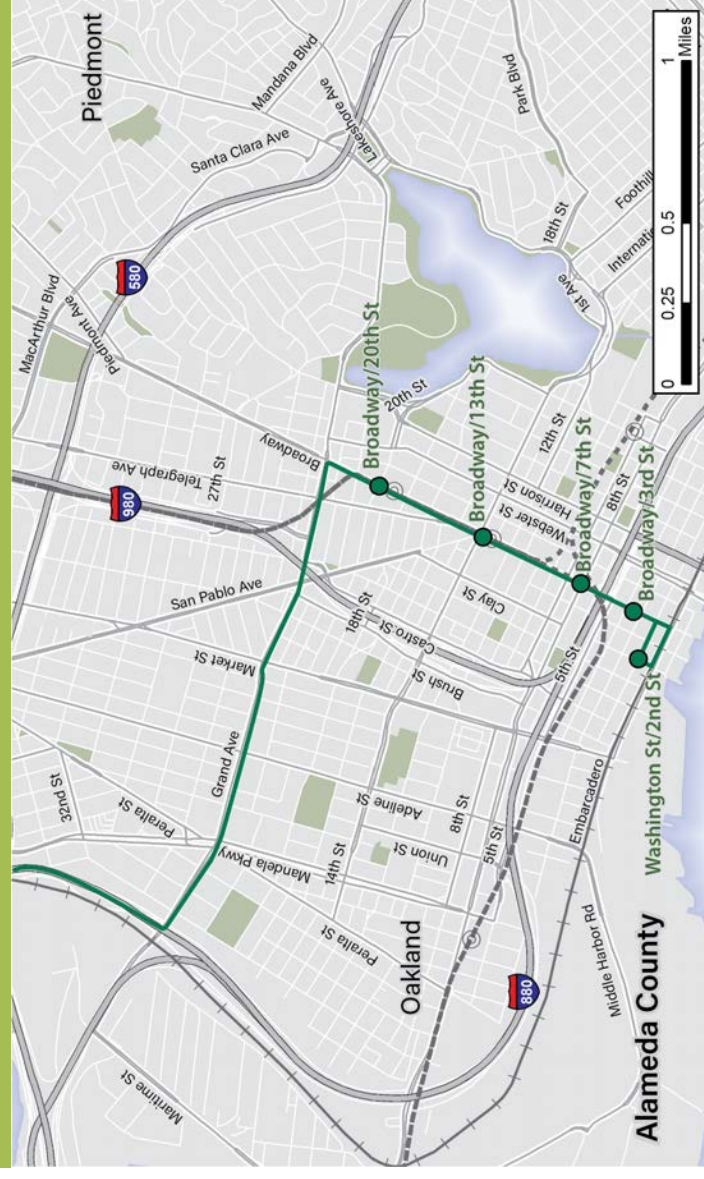 Piedmont
Mandana Blvd
Lakeshore Ave
Santa Clara Ave
Park Blvd
MacArthur Blvd
Piedmont Ave
580
18th St
Foothill
Internatio
1st Ave
Broadway
Telegraph Ave
27th St
980
20th St
Broadway/20th St
Broadway/13th St
12th St
Harrison St
Webster St
8th St
Broadway/7th St
Broadway/3rd St
San Pablo Ave
Market St
18th St
Castro St
Clay St
Brush St
5th St
Washington St/2nd St
32nd St
Peralta St
Grand Ave
Adeline St
Union St
8th St
5th St
14th St
Mandela Pkwy
Embarcadero
Peralta St
Oakland
Middle Harbor Rd
880
Maritime St
Alameda County
0 0.25 0.5 1
Miles